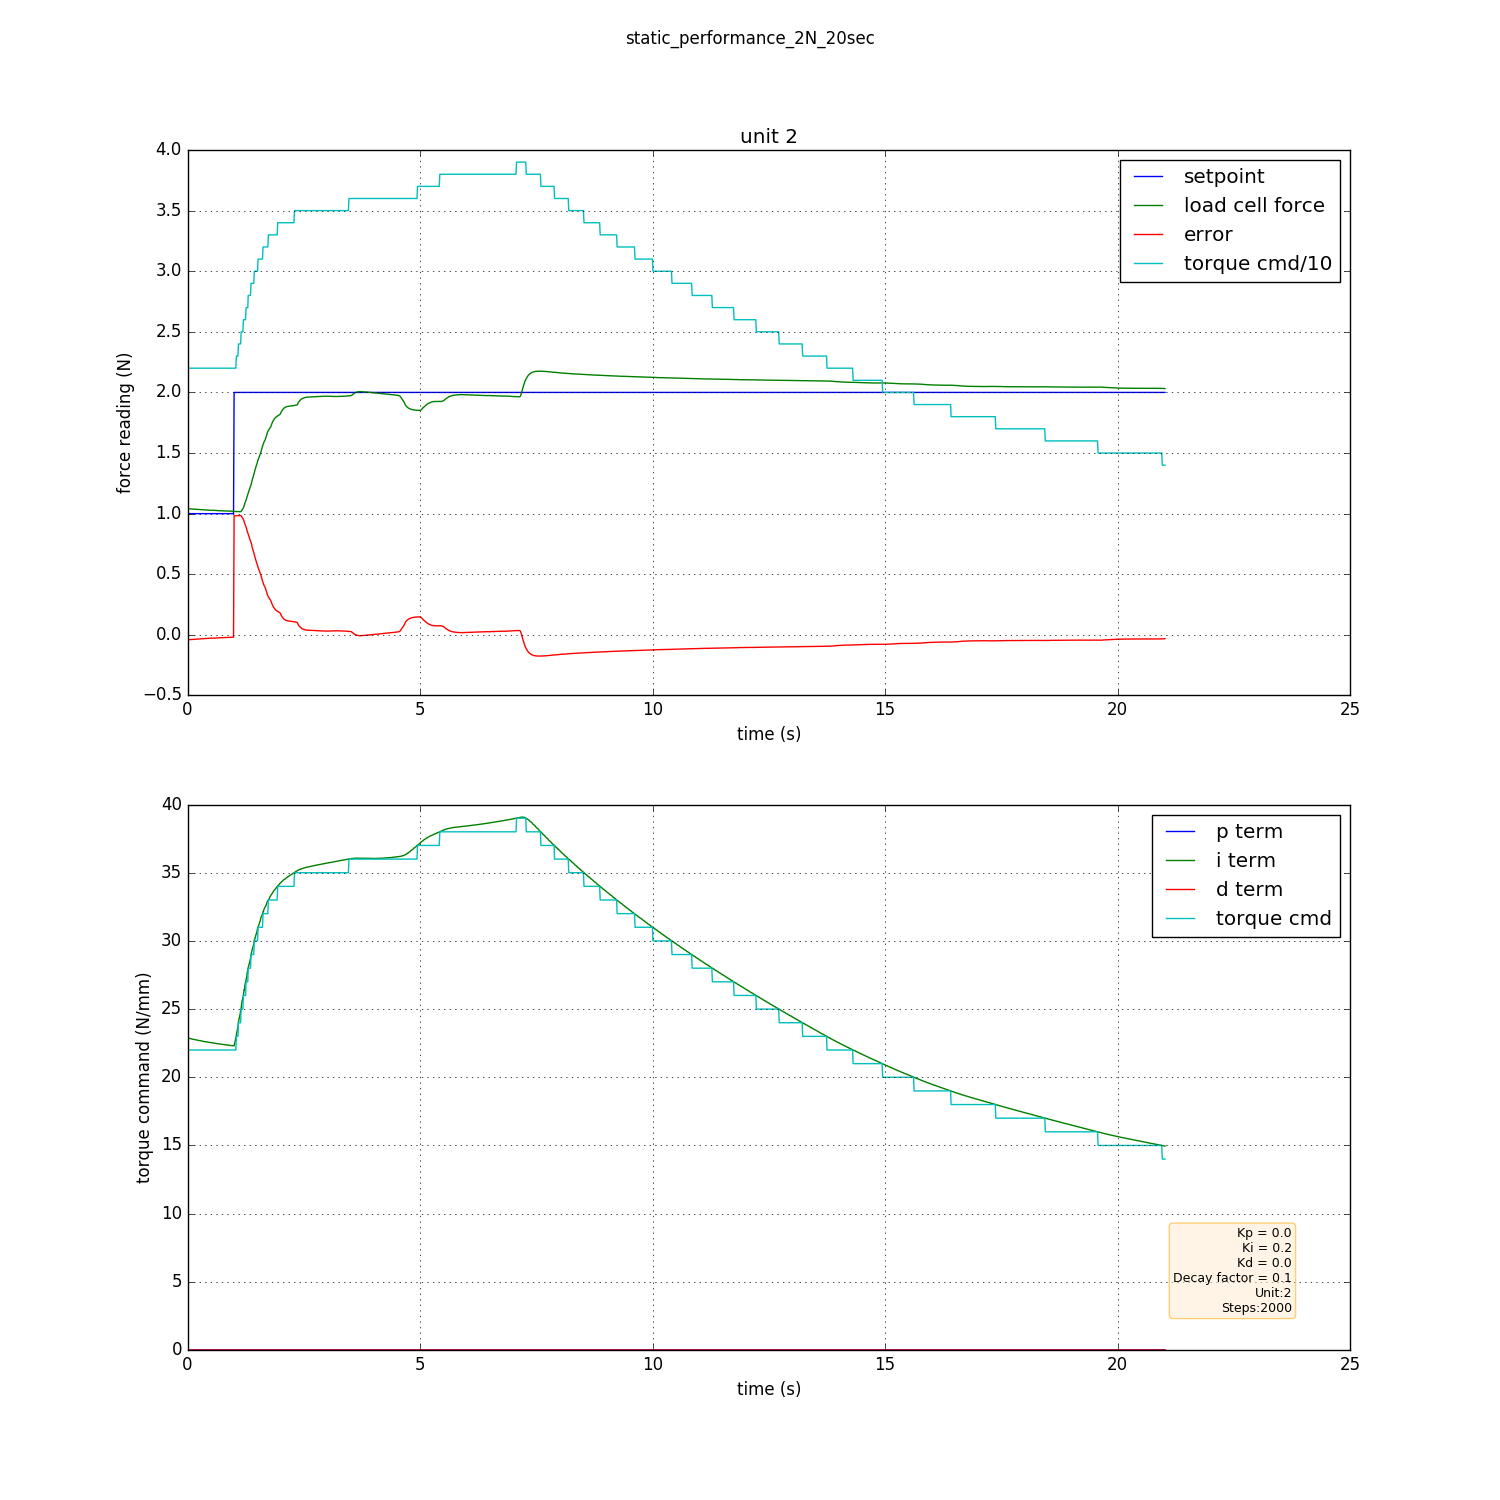 static_performance_2N_20sec
unit 2
4.0
3.5
3.0
2.5
2.0
1.5
1.0
0.5
0.0
−0.5
force reading (N)
setpoint
load cell force
error
torque cmd/10
0 5 10 15 20 25
time (s)
40
35
30
25
20
15
10
5
0
torque command (N/mm)
p term
i term
d term
torque cmd
Kp = 0.0
Ki = 0.2
Kd = 0.0
Decay factor = 0.1
Unit:2
Steps:2000
0 5 10 15 20 25
time (s)